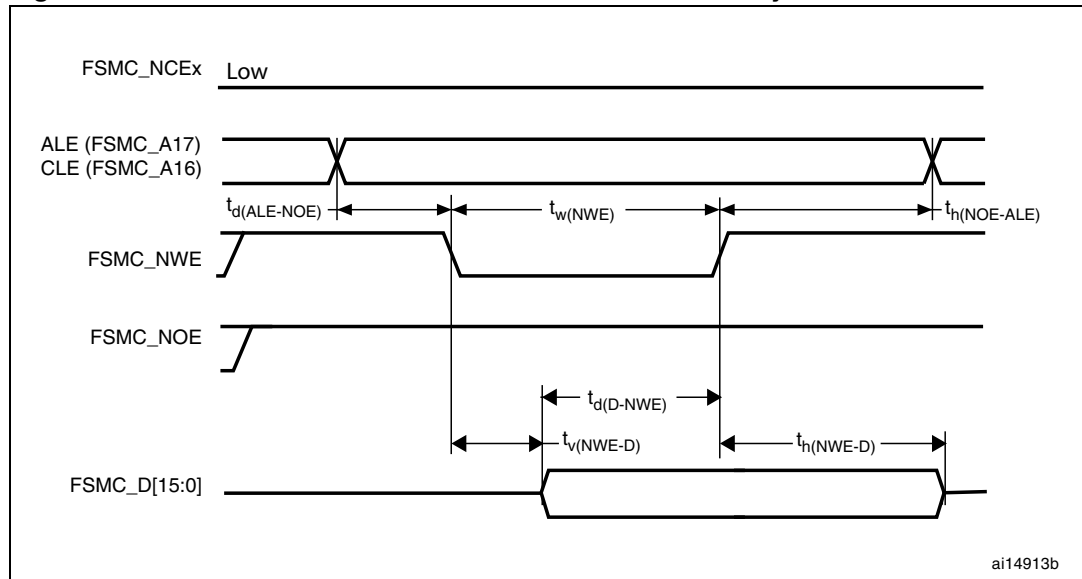 FSMC_NCEx Low
ALE (FSMC_A17)
CLE (FSMC_A16)
td(ALE-NOE) tw(NWE) th(NOE-ALE)
FSMC_NWE
FSMC_NOE
td(D-NWE)
tv(NWE-D) th(NWE-D)
FSMC_D[15:0]
ai14913b